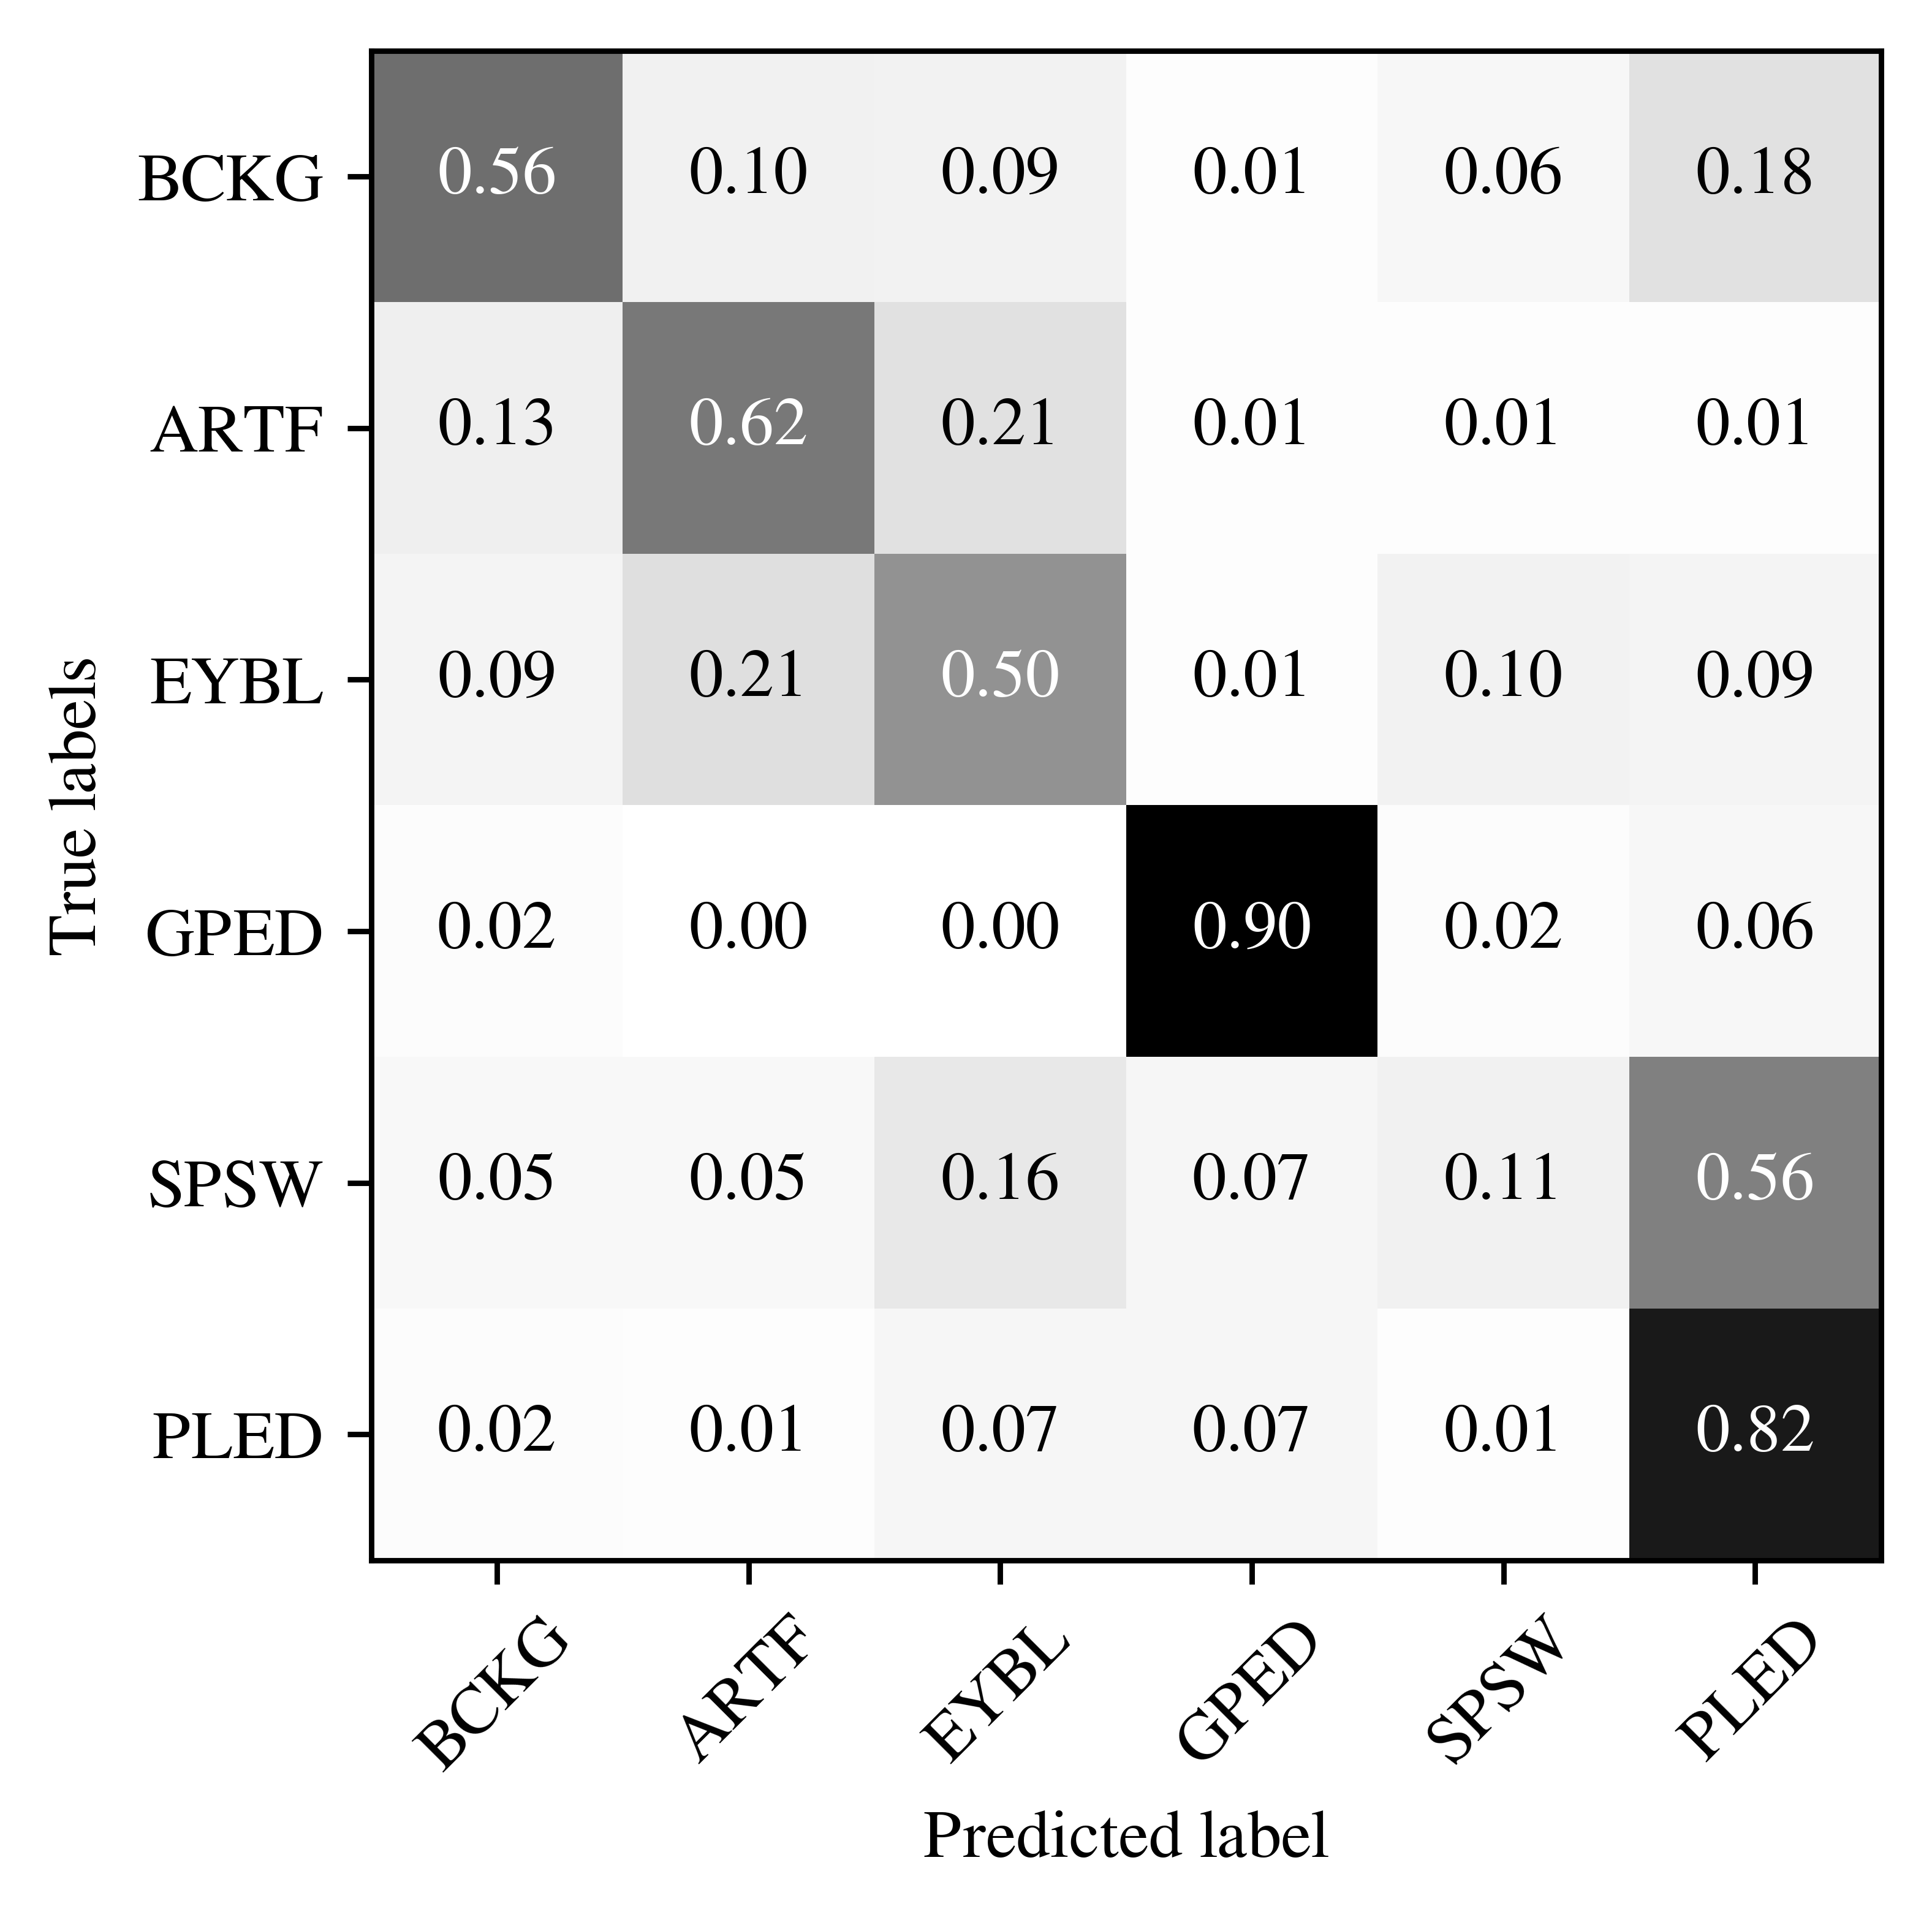 BCKG 0.56 0.10 0.09 0.01 0.06 0.18
ARTF 0.13 0.62 0.21 0.01 0.01 0.01
EYBL 0.09 0.21 0.50 0.01 0.10 0.09
GPED 0.02 0.00 0.00 0.90 0.02 0.06
SPSW 0.05 0.05 0.16 0.07 0.11 0.56
PLED 0.02 0.01 0.07 0.07 0.01 0.82
True labels
BCKG ARTF EYBL GPED SPSW PLED
Predicted label